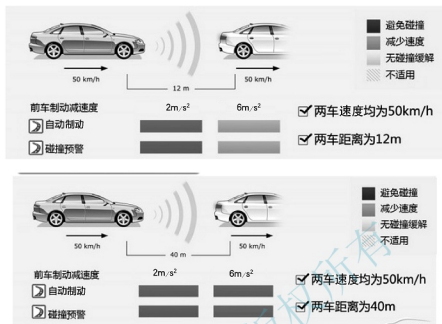 避免碰撞
减少速度
无碰撞缓解
不适用
50 km/h
50 km/h
12 m
前车制动减速度
2m/s²
6m/s²
自动制动
碰撞预警
两车速度均为50km/h
两车距离为12m
避免碰撞
减少速度
无碰撞缓解
不适用
50 km/h
50 km/h
40 m
前车制动减速度
2m/s²
6m/s²
自动制动
碰撞预警
两车速度均为50km/h
两车距离为40m
版权所有